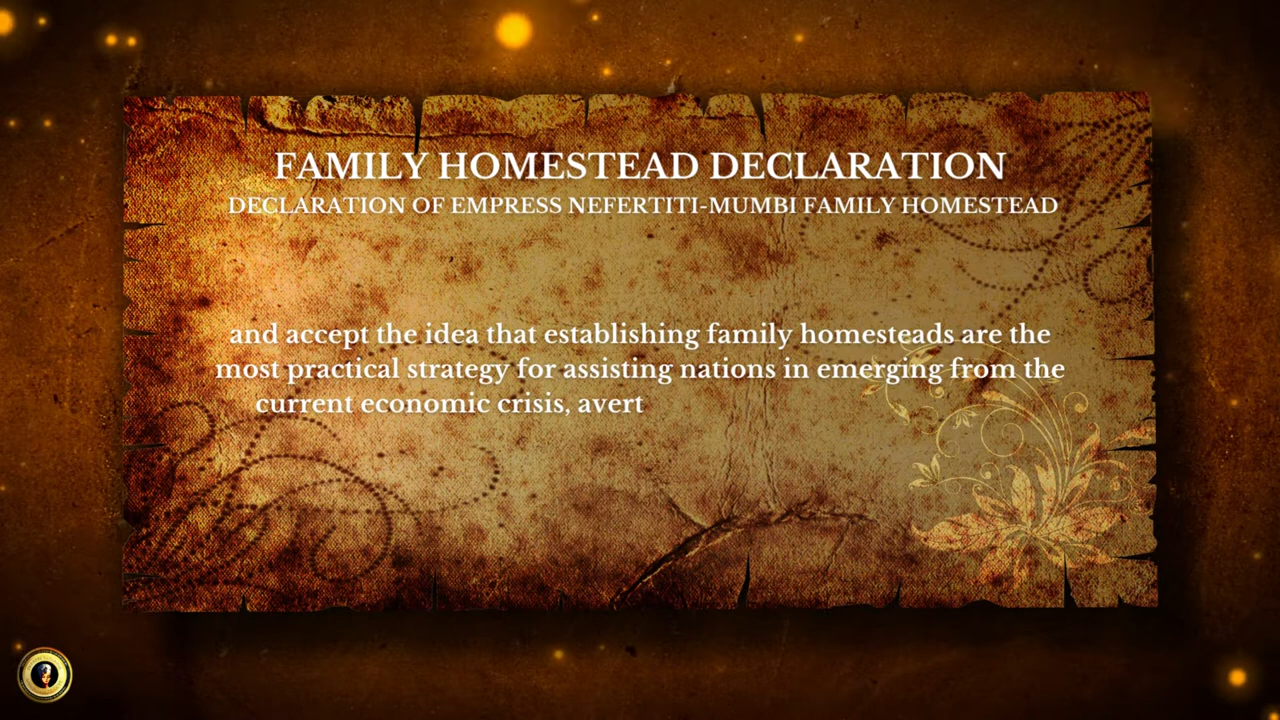 FAMILY HOMESTEAD DECLARATION
DECLARATION OF EMPRESS NEFERTITI-MUMBI FAMILY HOMESTEAD
and accept the idea that establishing family homesteads are the
most practical strategy for assisting nations in emerging from the
current economic crisis, avert